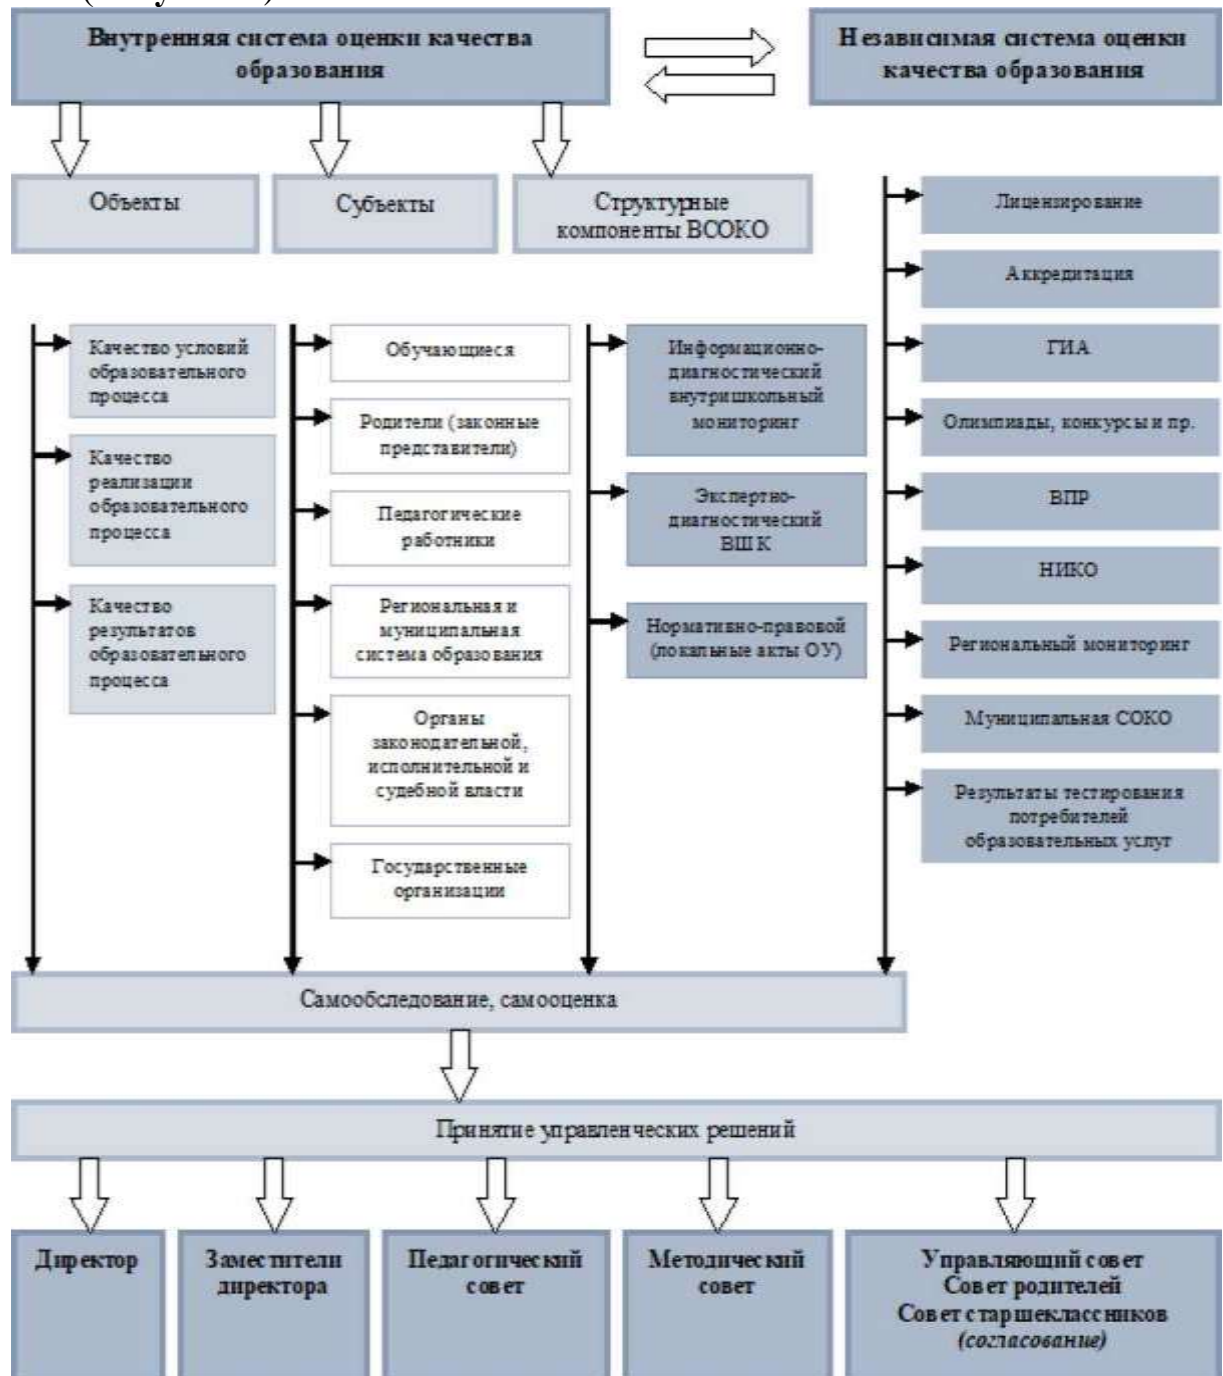 Внутренняя система оценки качества
образования
Независимая система оценки
качества образования
Объекты
Субъекты
Структурные
компоненты ВСОКО
Качество условий
образовательного
процесса
Качество
реализации
образовательного
процесса
Качество
результатов
образовательного
процесса
Обучающиеся
Родители (законные
представители)
Педагогические
работники
Региональная и
муниципальная
система образования
Органы
законодательной,
исполнительной и
судебной власти
Государственные
организации
Информационно-
диагностический
внутришкольный
мониторинг
Экспертно-
диагностический
ВШК
Нормативно-правовой
(локальные акты ОУ)
Лицензирование
Аккредитация
ГИА
Олимпиады, конкурсы и пр.
ВПР
НИКО
Региональный мониторинг
Муниципальная СОКО
Результаты тестирования
потребителей
образовательных услуг
Самообследование, самооценка
Принятие управленческих решений
Директор
Заместители
директора
Педагогический
совет
Методический
совет
Управляющий совет
Совет родителей
Совет старшеклассников
(согласование)